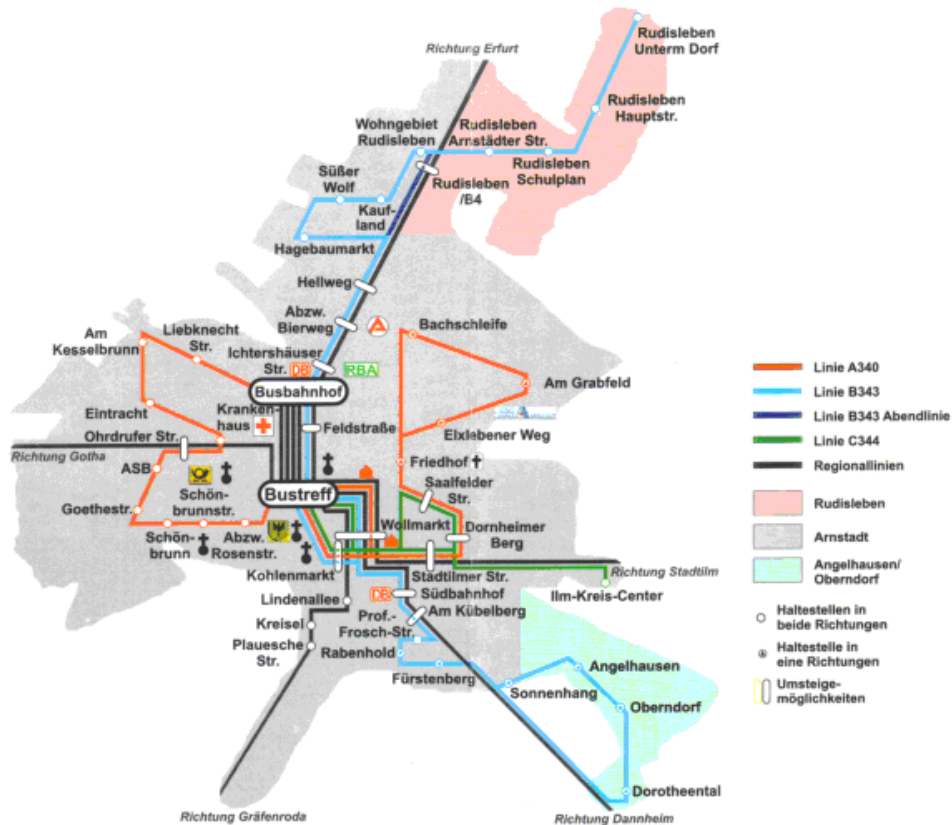 Richtung Erfurt
Rudisleben
Unterm Dorf
Rudisleben
Hauptstr.
Wohngebiet
Rudisleben
Rudisleben
Arnstädter Str.
Rudisleben
Schulplan
Rudisleben
/B4
Süßer
Wolf
Kauf-
land
Hagebaumarkt
Hellweg
Abzw.
Bierweg
Ichtershäuser
Str.
DB
RBA
Am
Kesselbrunn
Liebknecht
Str.
Busbahnhof
Bachschleife
Am Grabfeld
Elxlebener Weg
Eintracht
Kranken-
haus
Feldstraße
Ohrdrufer Str.
Richtung Gotha
ASB
Friedhof
Saalfelder
Str.
Goethestr.
Schön-
brunnstr.
Bustreff
Wollmarkt
Dornheimer
Berg
Schön-
brunn
Abzw.
Rosenstr.
Kohlenmarkt
Stadtilmer Str.
Richtung Stadtilm
Ilm-Kreis-Center
Lindenallee
DB
Südbahnhof
Am Kübelberg
Kreisel
Prof.-
Frosch-Str.
Plauesche
Str.
Rabenhold
Fürstenberg
Sonnenhang
Angelhausen
Oberndorf
Dorotheental
Richtung Gräfenroda
Richtung Dannheim
Linie A340
Linie B343
Linie B343 Abendlinie
Linie C344
Regionallinien
Rudisleben
Arnstadt
Angelhausen/
Oberndorf
Haltestellen in
beide Richtungen
Haltestelle in
eine Richtungen
Umsteige-
möglichkeiten